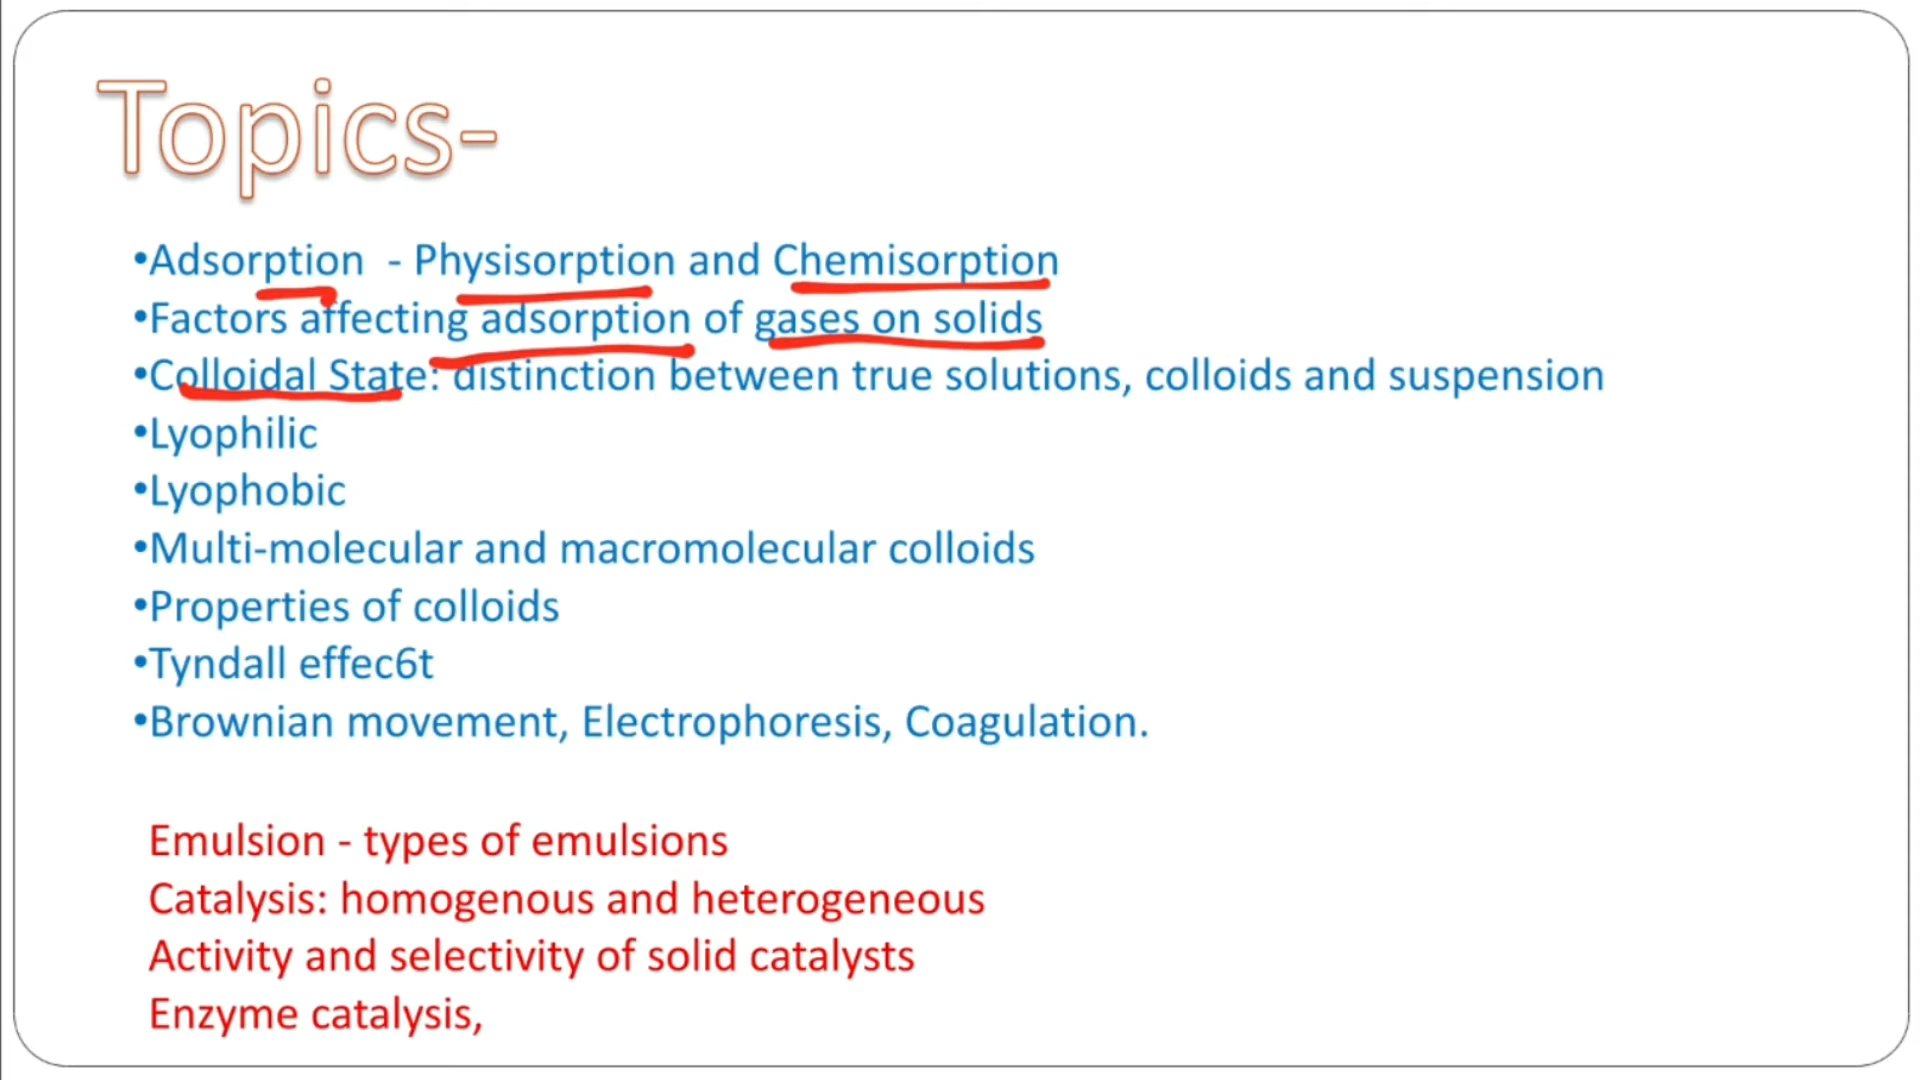 Topics-
•Adsorption - Physisorption and Chemisorption
•Factors affecting adsorption of gases on solids
•Colloidal State: distinction between true solutions, colloids and suspension
•Lyophilic
•Lyophobic
•Multi-molecular and macromolecular colloids
•Properties of colloids
•Tyndall effec6t
•Brownian movement, Electrophoresis, Coagulation.
Emulsion - types of emulsions
Catalysis: homogenous and heterogeneous
Activity and selectivity of solid catalysts
Enzyme catalysis,